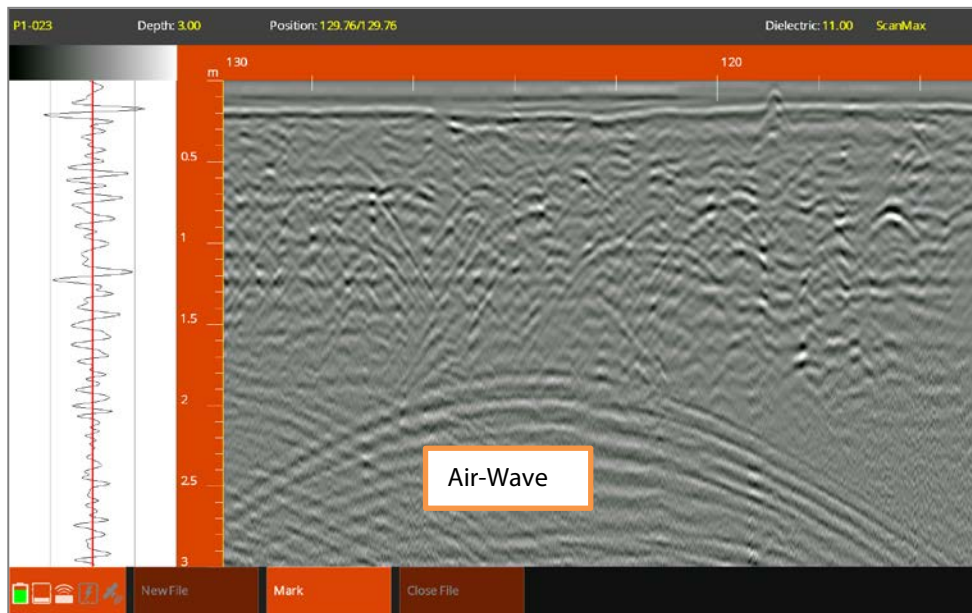 P1-023 Depth: 3.00 Position: 129.76/129.76 Dielectric: 11.00 ScanMax
m 130 120
0.5
1
1.5
2
Air-Wave
2.5
3
New File Mark Close File